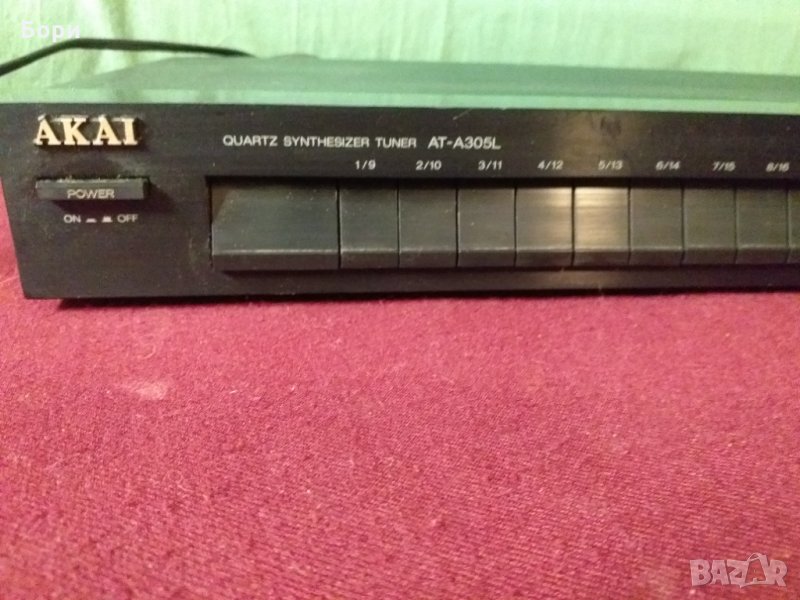 Бори
AKAI
QUARTZ SYNTHESIZER TUNER AT-A305L
1/9 2/10 3/11 4/12 5/13 6/14 7/15 8/16
POWER
ON OFF
BAZAR